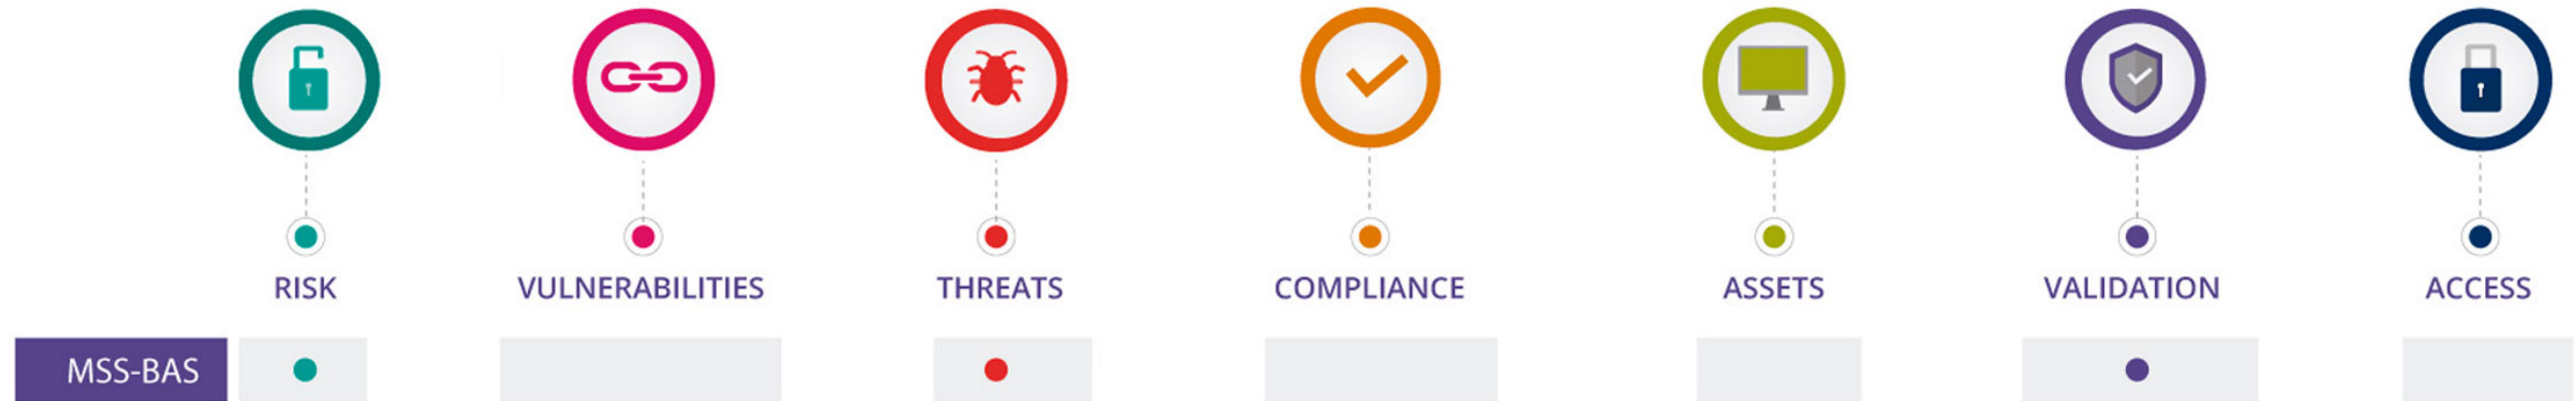 RISK VULNERABILITIES THREATS COMPLIANCE ASSETS VALIDATION ACCESS
MSS-BAS